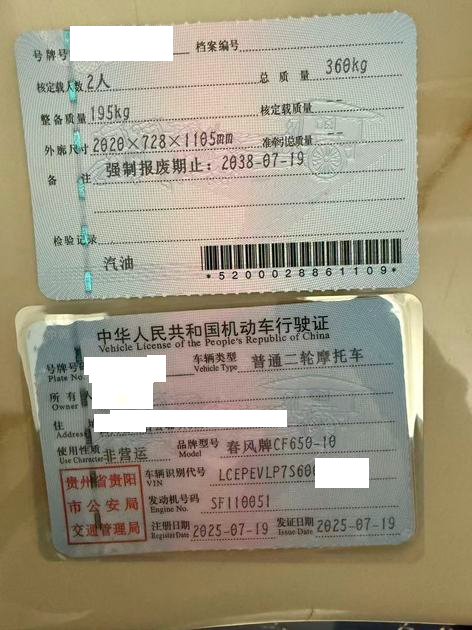 号牌号 档案编号
核定载人数 2人 总质量 360kg
整备质量 195kg 核定载质量 --
外廓尺寸 2020×728×1105mm 准牵引总质量 --
备注 强制报废期止：2038-07-19
检验记录
汽油
*5200028861109*
中华人民共和国机动车行驶证
Vehicle License of the People's Republic of China
号牌号码 车辆类型 普通二轮摩托车
Plate No. Vehicle Type
所有人
Owner
住
Address
使用性质 非营运 品牌型号 春风牌CF650-10
Use Character Model
贵州省贵阳市公安局交通管理局
车辆识别代号 LCEPEVLP7S600
VIN
发动机号码 SF110051
Engine No.
注册日期 2025-07-19 发证日期 2025-07-19
Register Date Issue Date